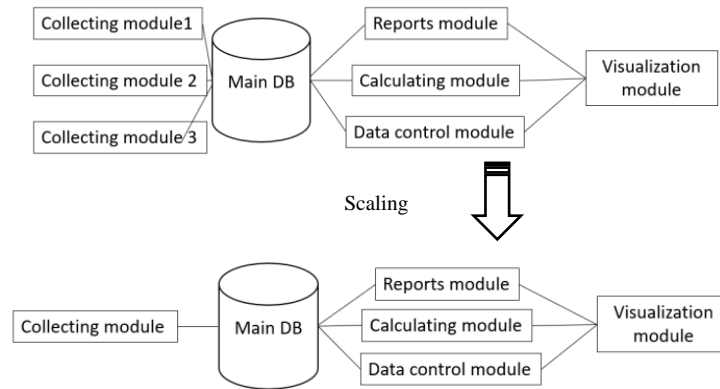 Collecting module1
Collecting module 2
Collecting module 3
Main DB
Reports module
Calculating module
Data control module
Visualization
module
Scaling
Collecting module
Main DB
Reports module
Calculating module
Data control module
Visualization
module